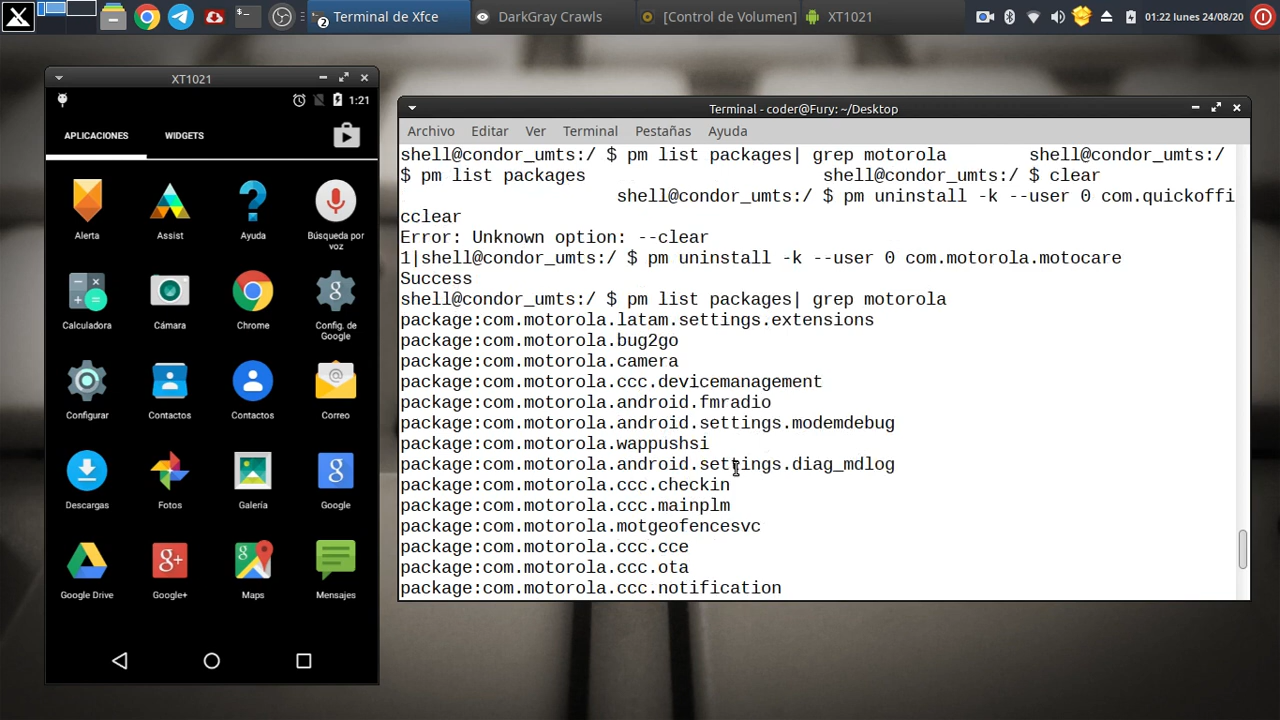 Terminal de Xfce
DarkGray Crawls
[Control de Volumen]
XT1021
01:22 lunes 24/08/20
XT1021
1:21
APLICACIONES
WIDGETS
Alerta
Assist
Ayuda
Búsqueda por
voz
Calculadora
Cámara
Chrome
Config. de
Google
Configurar
Contactos
Contactos
Correo
Descargas
Fotos
Galería
Google
Google Drive
Google+
Maps
Mensajes
Terminal - coder@Fury: ~/Desktop
Archivo Editar Ver Terminal Pestañas Ayuda
shell@condor_umts:/ $ pm list packages| grep motorola        shell@condor_umts:/
$ pm list packages                       shell@condor_umts:/ $ clear
                     shell@condor_umts:/ $ pm uninstall -k --user 0 com.quickoffi
cclear
Error: Unknown option: --clear
1|shell@condor_umts:/ $ pm uninstall -k --user 0 com.motorola.motocare
Success
shell@condor_umts:/ $ pm list packages| grep motorola
package:com.motorola.latam.settings.extensions
package:com.motorola.bug2go
package:com.motorola.camera
package:com.motorola.ccc.devicemanagement
package:com.motorola.android.fmradio
package:com.motorola.android.settings.modemdebug
package:com.motorola.wappushsi
package:com.motorola.android.settings.diag_mdlog
package:com.motorola.ccc.checkin
package:com.motorola.ccc.mainplm
package:com.motorola.motgeofencesvc
package:com.motorola.ccc.cce
package:com.motorola.ccc.ota
package:com.motorola.ccc.notification